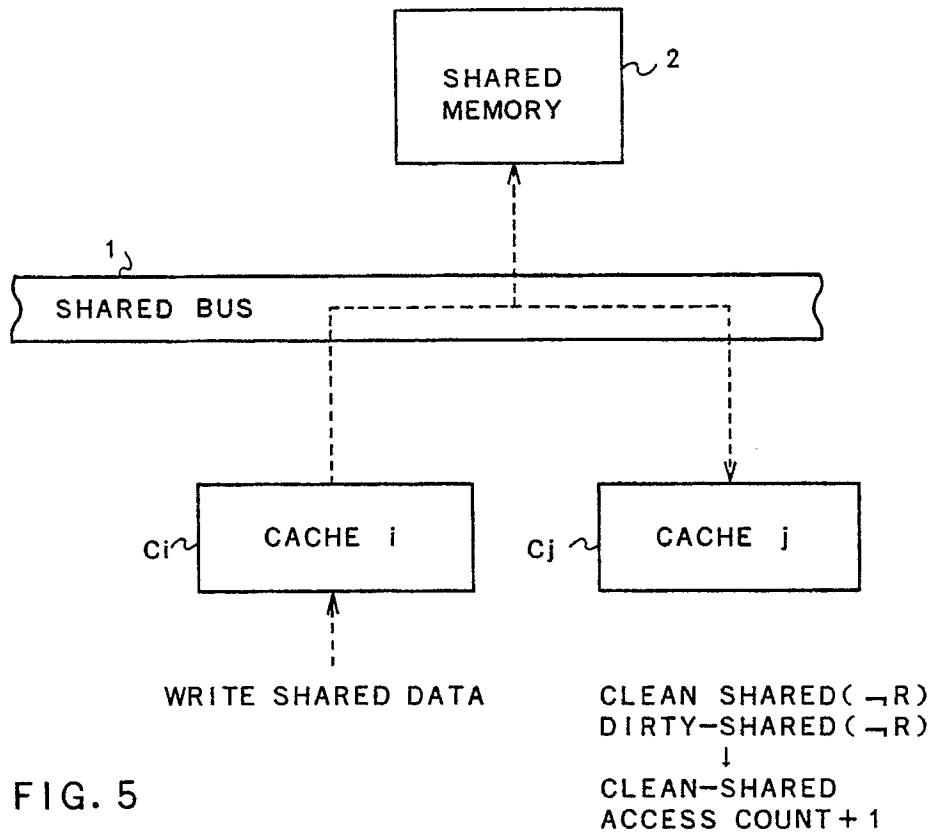 2
SHARED
MEMORY
1
SHARED BUS
Ci
CACHE i
Cj
CACHE j
WRITE SHARED DATA
CLEAN SHARED(¬R)
DIRTY-SHARED(¬R)
↓
CLEAN-SHARED
ACCESS COUNT+1
FIG. 5